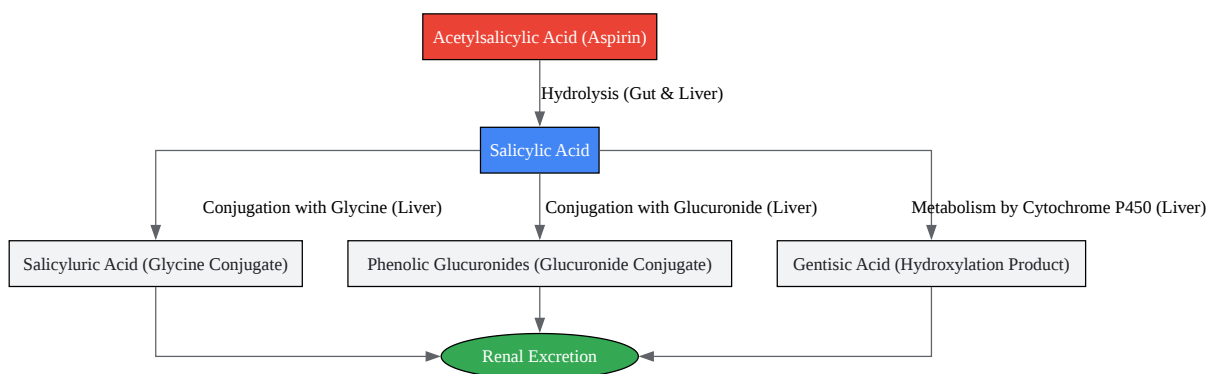 Acetylsalicylic Acid (Aspirin)
Hydrolysis (Gut & Liver)
Salicylic Acid
Conjugation with Glycine (Liver)
Conjugation with Glucuronide (Liver)
Metabolism by Cytochrome P450 (Liver)
Salicyluric Acid (Glycine Conjugate)
Phenolic Glucuronides (Glucuronide Conjugate)
Gentisic Acid (Hydroxylation Product)
Renal Excretion